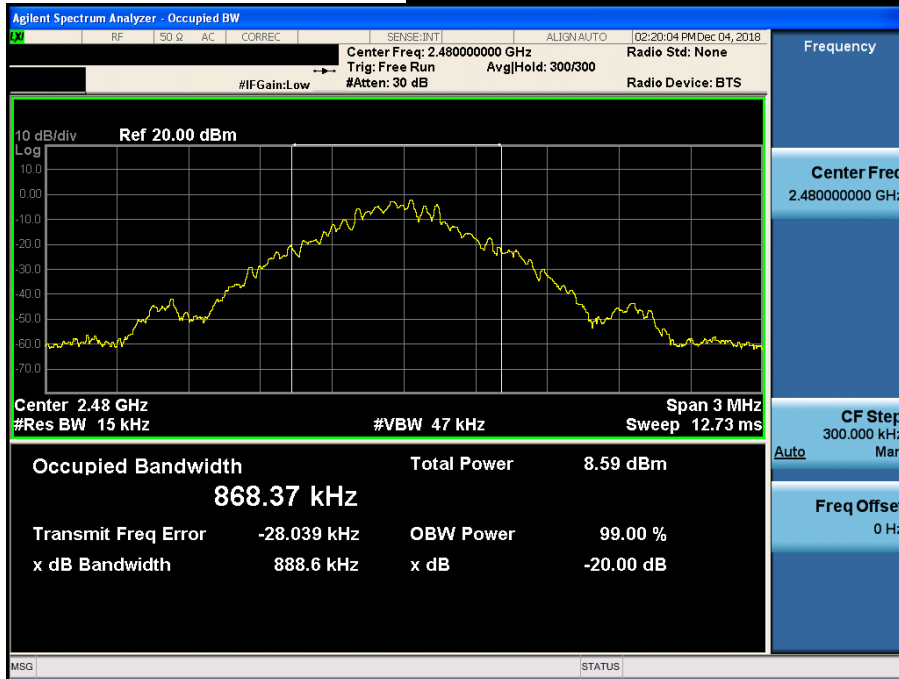 Agilent Spectrum Analyzer - Occupied BW
LXI RF 50 Ω AC CORREC SENSE:INT ALIGN AUTO 02:20:04 PM Dec 04, 2018
Center Freq: 2.480000000 GHz Radio Std: None
Trig: Free Run Avg|Hold: 300/300
#IFGain:Low #Atten: 30 dB Radio Device: BTS
10 dB/div Ref 20.00 dBm
Log
10.0
0.00
-10.0
-20.0
-30.0
-40.0
-50.0
-60.0
-70.0
Center 2.48 GHz Span 3 MHz
#Res BW 15 kHz #VBW 47 kHz Sweep 12.73 ms
Occupied Bandwidth Total Power 8.59 dBm
868.37 kHz
Transmit Freq Error -28.039 kHz OBW Power 99.00 %
x dB Bandwidth 888.6 kHz x dB -20.00 dB
MSG STATUS
Frequency
Center Freq
2.480000000 GHz
CF Step
300.000 kHz
Auto Man
Freq Offset
0 Hz